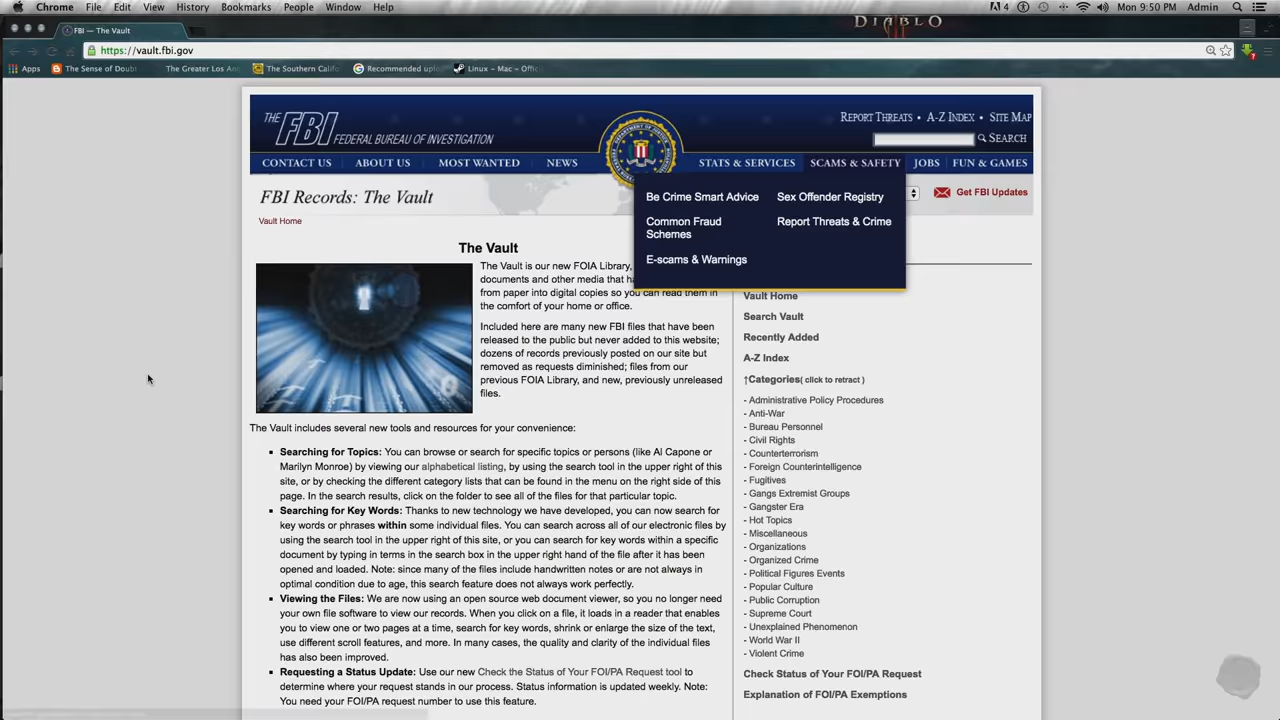 Chrome File Edit View History Bookmarks People Window Help 4 Mon 9:50 PM Admin
DIABLO
FBI — The Vault
https://vault.fbi.gov
Apps The Sense of Doubt The Greater Los An The Southern Califo Recommended uplo Linux – Mac – Offic
THE FBI FEDERAL BUREAU OF INVESTIGATION
REPORT THREATS • A-Z INDEX • SITE MAP
SEARCH
CONTACT US ABOUT US MOST WANTED NEWS STATS & SERVICES SCAMS & SAFETY JOBS FUN & GAMES
FBI Records: The Vault
Get FBI Updates
Be Crime Smart Advice Sex Offender Registry
Common Fraud Schemes Report Threats & Crime
E-scams & Warnings
Vault Home
The Vault
The Vault is our new FOIA Library,
documents and other media that ha
from paper into digital copies so you can read them in
the comfort of your home or office.
Included here are many new FBI files that have been
released to the public but never added to this website;
dozens of records previously posted on our site but
removed as requests diminished; files from our
previous FOIA Library, and new, previously unreleased
files.
The Vault includes several new tools and resources for your convenience:
Searching for Topics: You can browse or search for specific topics or persons (like Al Capone or
Marilyn Monroe) by viewing our alphabetical listing, by using the search tool in the upper right of this
site, or by checking the different category lists that can be found in the menu on the right side of this
page. In the search results, click on the folder to see all of the files for that particular topic.
Searching for Key Words: Thanks to new technology we have developed, you can now search for
key words or phrases within some individual files. You can search across all of our electronic files by
using the search tool in the upper right of this site, or you can search for key words within a specific
document by typing in terms in the search box in the upper right hand of the file after it has been
opened and loaded. Note: since many of the files include handwritten notes or are not always in
optimal condition due to age, this search feature does not always work perfectly.
Viewing the Files: We are now using an open source web document viewer, so you no longer need
your own file software to view our records. When you click on a file, it loads in a reader that enables
you to view one or two pages at a time, search for key words, shrink or enlarge the size of the text,
use different scroll features, and more. In many cases, the quality and clarity of the individual files
has also been improved.
Requesting a Status Update: Use our new Check the Status of Your FOI/PA Request tool to
determine where your request stands in our process. Status information is updated weekly. Note:
You need your FOI/PA request number to use this feature.
Vault Home
Search Vault
Recently Added
A-Z Index
↑Categories( click to retract )
- Administrative Policy Procedures
- Anti-War
- Bureau Personnel
- Civil Rights
- Counterterrorism
- Foreign Counterintelligence
- Fugitives
- Gangs Extremist Groups
- Gangster Era
- Hot Topics
- Miscellaneous
- Organizations
- Organized Crime
- Political Figures Events
- Popular Culture
- Public Corruption
- Supreme Court
- Unexplained Phenomenon
- World War II
- Violent Crime
Check Status of Your FOI/PA Request
Explanation of FOI/PA Exemptions